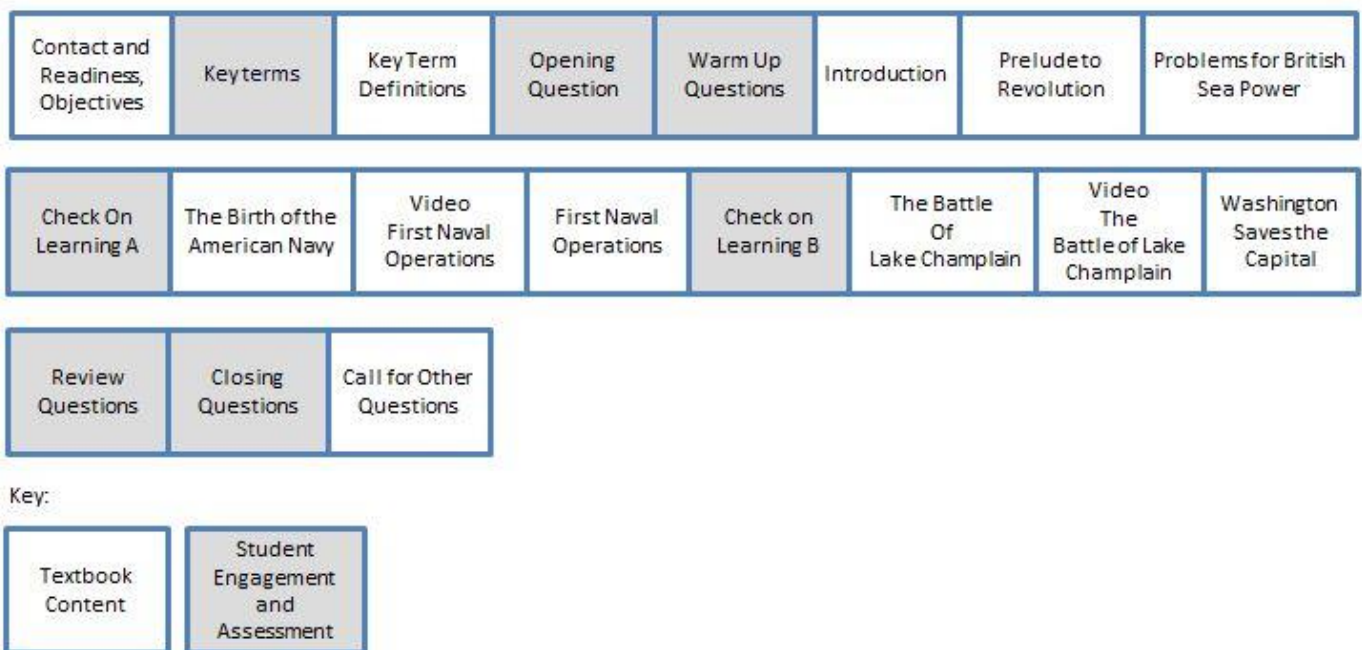 Contact and
Readiness,
Objectives
Key terms
Key Term
Definitions
Opening
Question
Warm Up
Questions
Introduction
Prelude to
Revolution
Problems for British
Sea Power
Check On
Learning A
The Birth of the
American Navy
Video
First Naval
Operations
First Naval
Operations
Check on
Learning B
The Battle
Of
Lake Champlain
Video
The
Battle of Lake
Champlain
Washington
Saves the
Capital
Review
Questions
Closing
Questions
Call for Other
Questions
Key:
Textbook
Content
Student
Engagement
and
Assessment